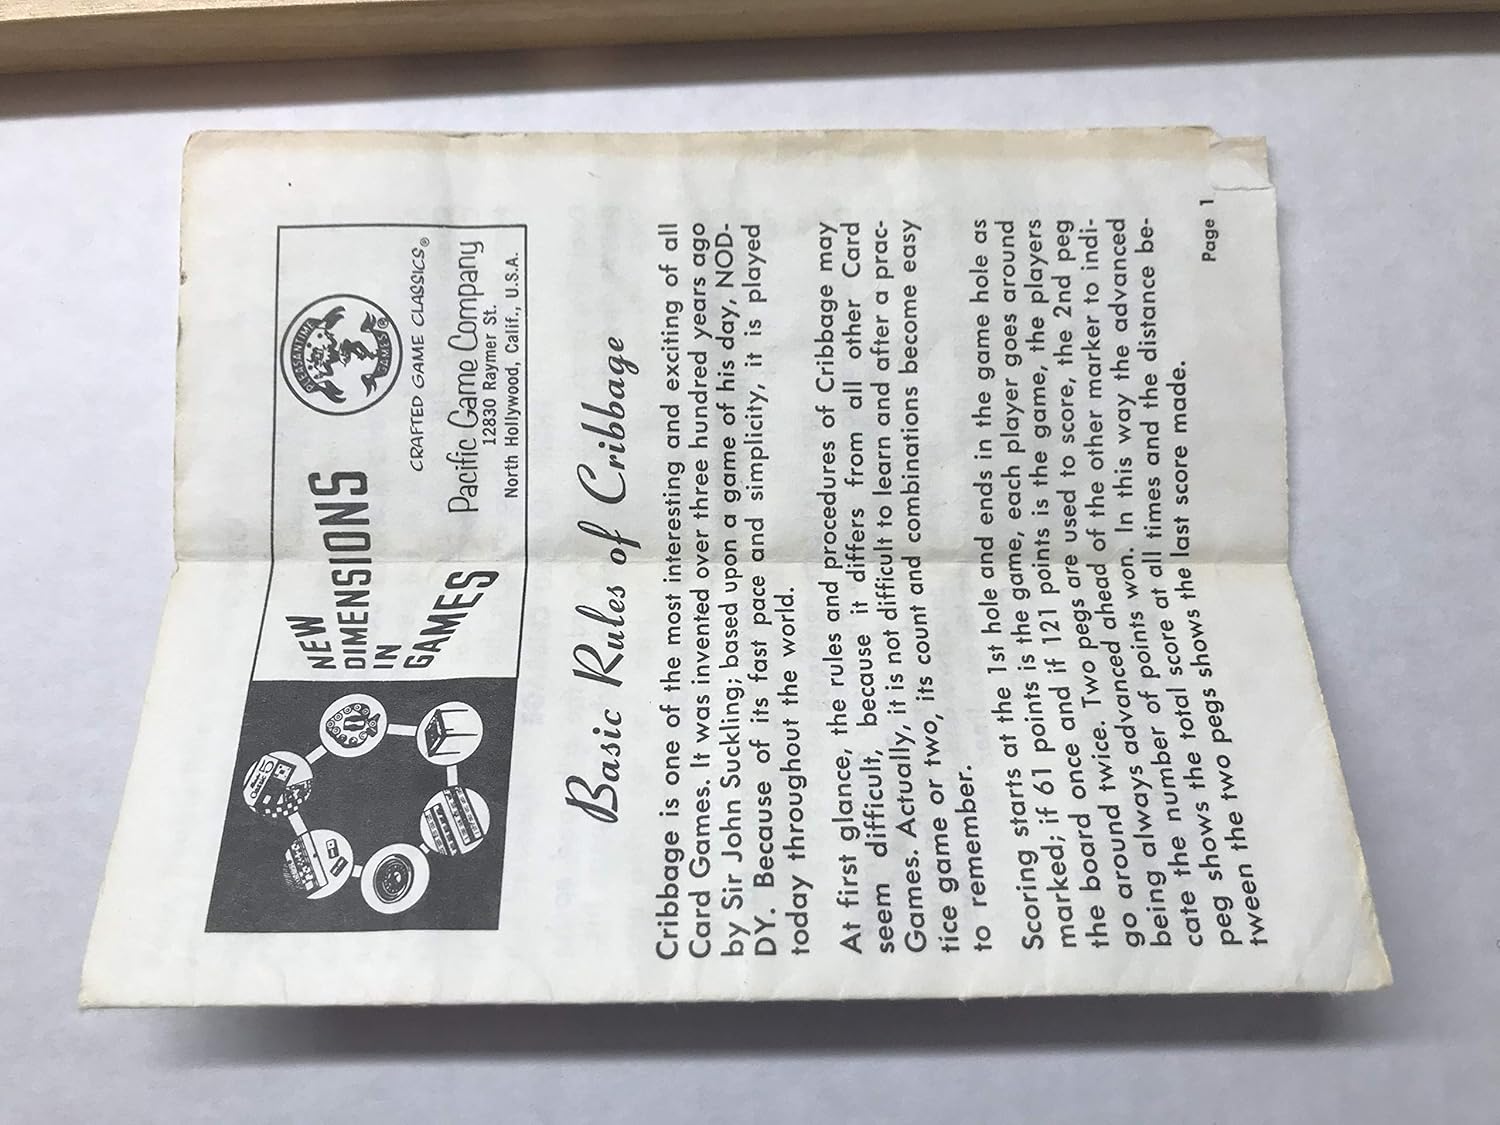 NEW
DIMENSIONS
IN
GAMES
PLEASANTIME
GAMES®
CRAFTED GAME CLASSICS®
Pacific Game Company
12830 Raymer St.
North Hollywood, Calif., U.S.A.
Basic Rules of Cribbage
Cribbage is one of the most interesting and exciting of all
Card Games. It was invented over three hundred years ago
by Sir John Suckling; based upon a game of his day, NOD-
DY. Because of its fast pace and simplicity, it is played
today throughout the world.
At first glance, the rules and procedures of Cribbage may
seem difficult, because it differs from all other Card
Games. Actually, it is not difficult to learn and after a prac-
tice game or two, its count and combinations become easy
to remember.
Scoring starts at the 1st hole and ends in the game hole as
marked; if 61 points is the game, each player goes around
the board once and if 121 points is the game, the players
go around twice. Two pegs are used to score, the 2nd peg
being always advanced ahead of the other marker to indi-
cate the number of points won. In this way the advanced
peg shows the total score at all times and the distance be-
tween the two pegs shows the last score made.
Page 1